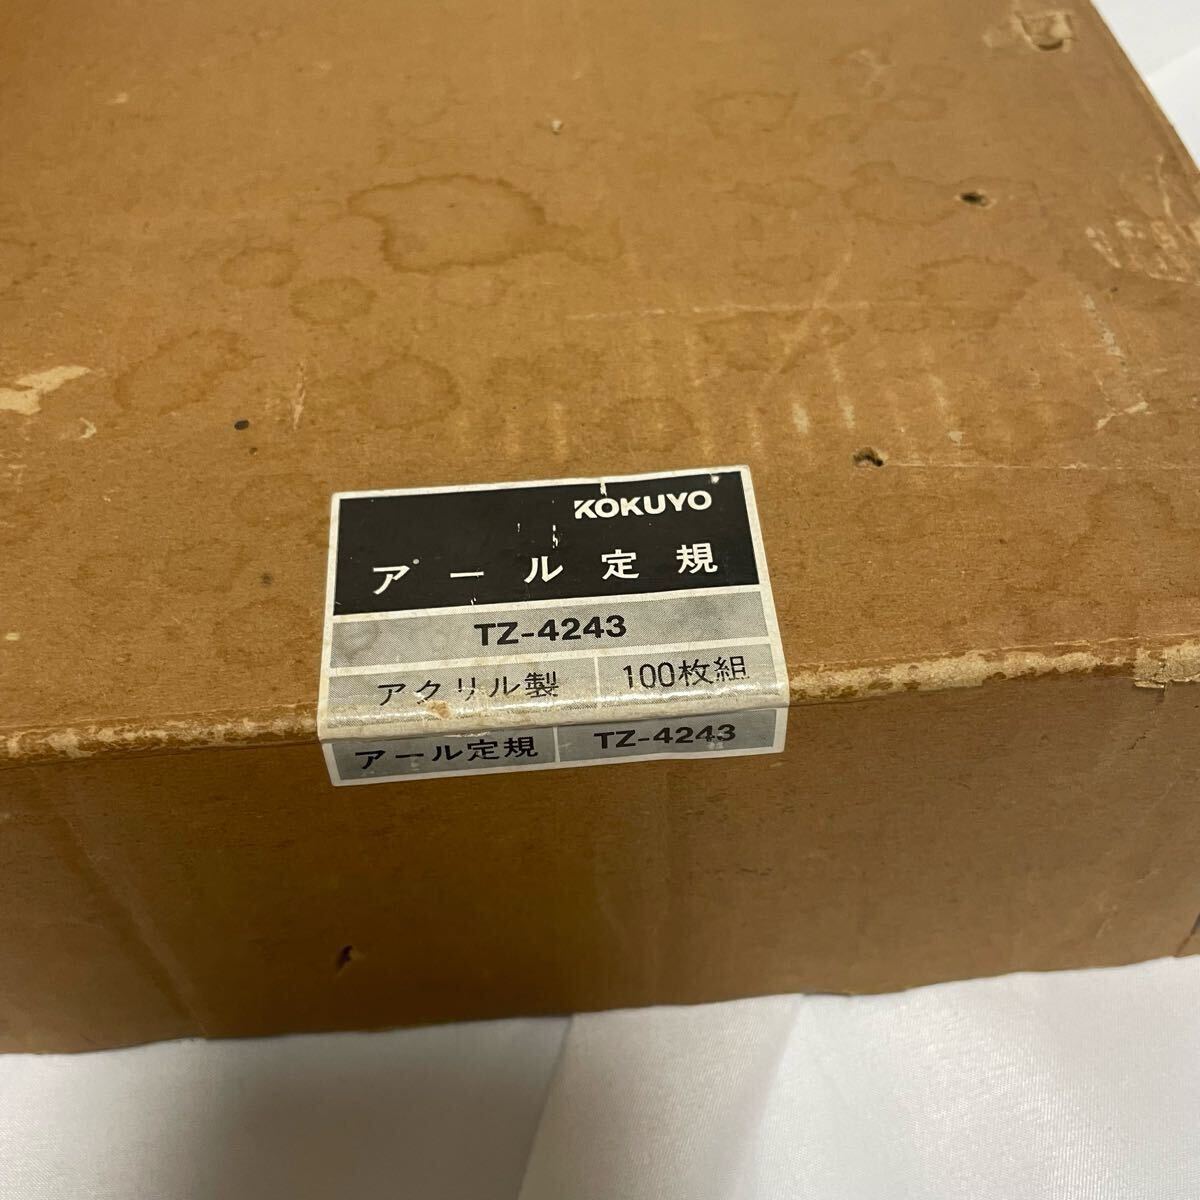 KOKUYO
アール定規
TZ-4243
アクリル製 100枚組
アール定規 TZ-4243